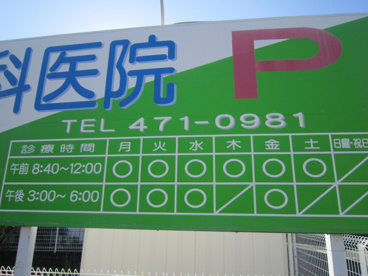 科医院 P
TEL 471-0981
診療時間 月 火 水 木 金 土 日曜・祝日
午前 8:40~12:00 ○ ○ ○ ○ ○ ○ ╱
午後 3:00~6:00 ○ ○ ○ ╱ ○ ╱ ╱